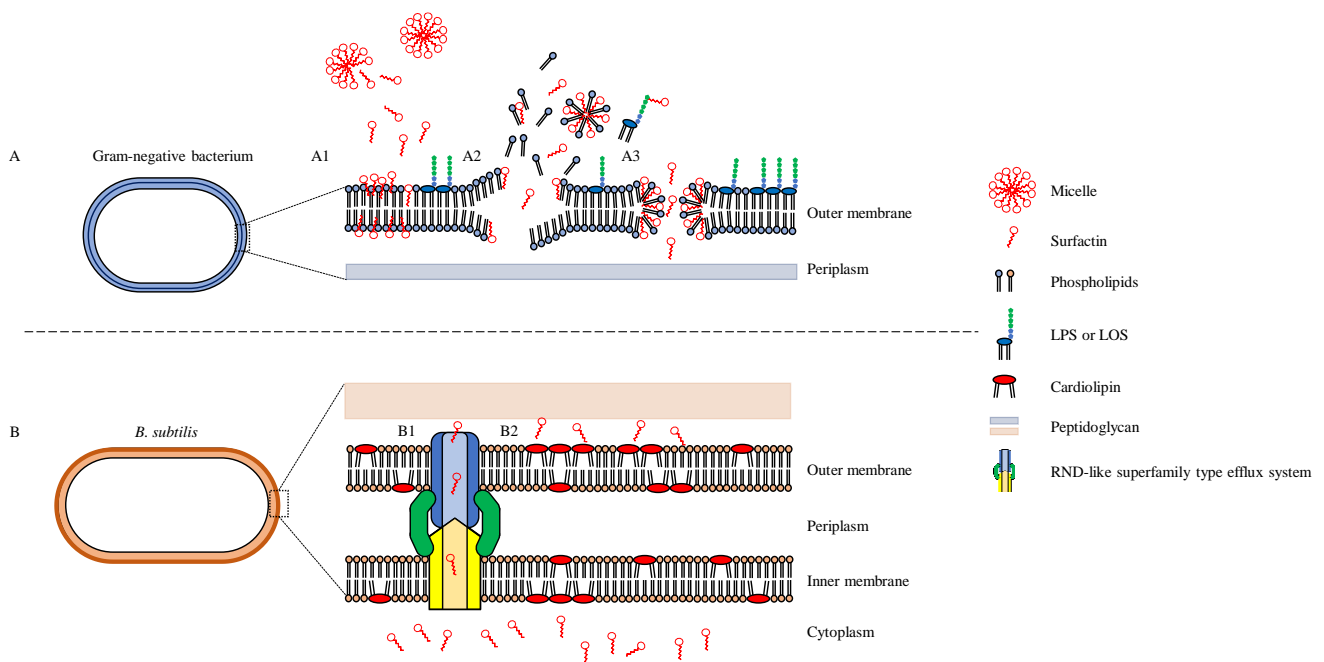 A
Gram-negative bacterium
A1
A2
A3
Outer membrane
Periplasm
Micelle
Surfactin
Phospholipids
LPS or LOS
Cardiolipin
Peptidoglycan
RND-like superfamily type efflux system
B
B. subtilis
B1
B2
Outer membrane
Periplasm
Inner membrane
Cytoplasm